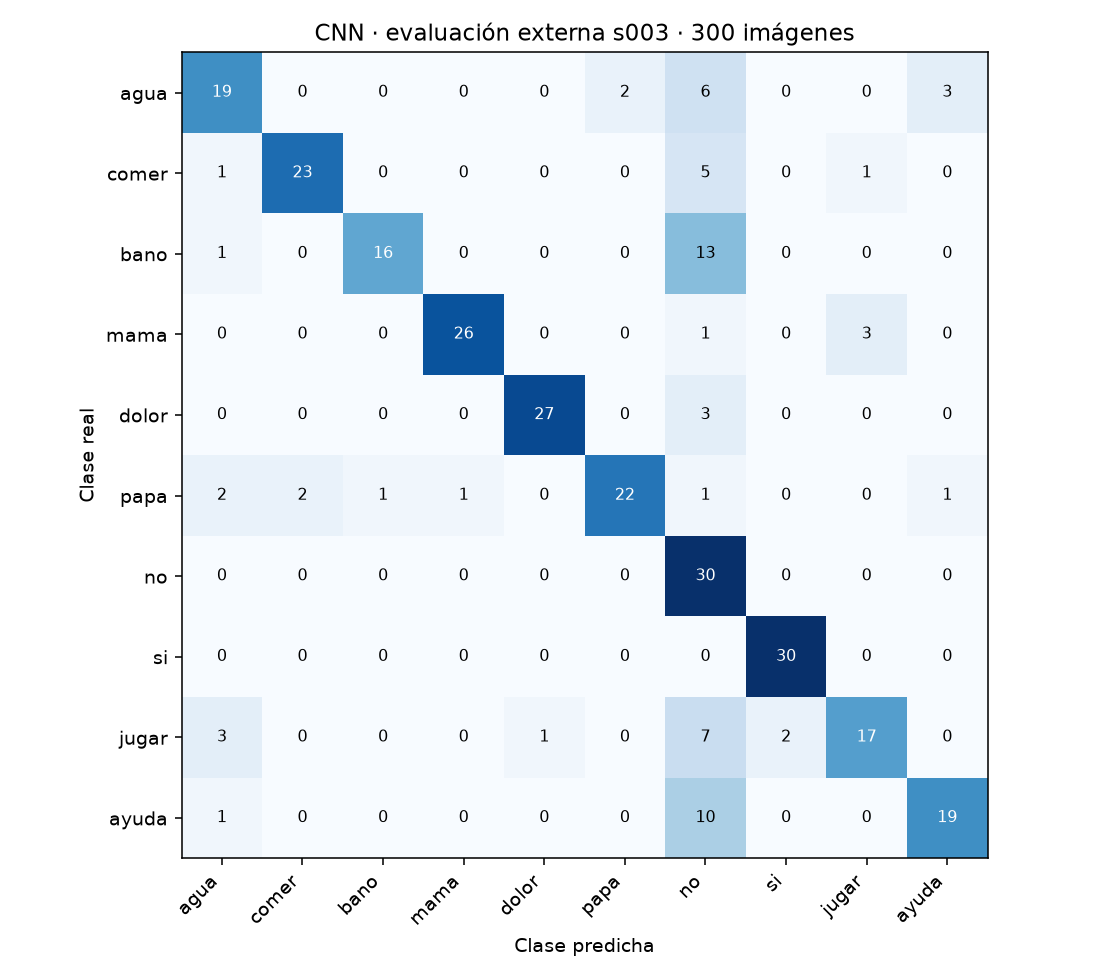 CNN · evaluación externa s003 · 300 imágenes
agua 19 0 0 0 0 2 6 0 0 3
comer 1 23 0 0 0 0 5 0 1 0
bano 1 0 16 0 0 0 13 0 0 0
mama 0 0 0 26 0 0 1 0 3 0
dolor 0 0 0 0 27 0 3 0 0 0
papa 2 2 1 1 0 22 1 0 0 1
no 0 0 0 0 0 0 30 0 0 0
si 0 0 0 0 0 0 0 30 0 0
jugar 3 0 0 0 1 0 7 2 17 0
ayuda 1 0 0 0 0 0 10 0 0 19
Clase real
agua comer bano mama dolor papa no si jugar ayuda
Clase predicha